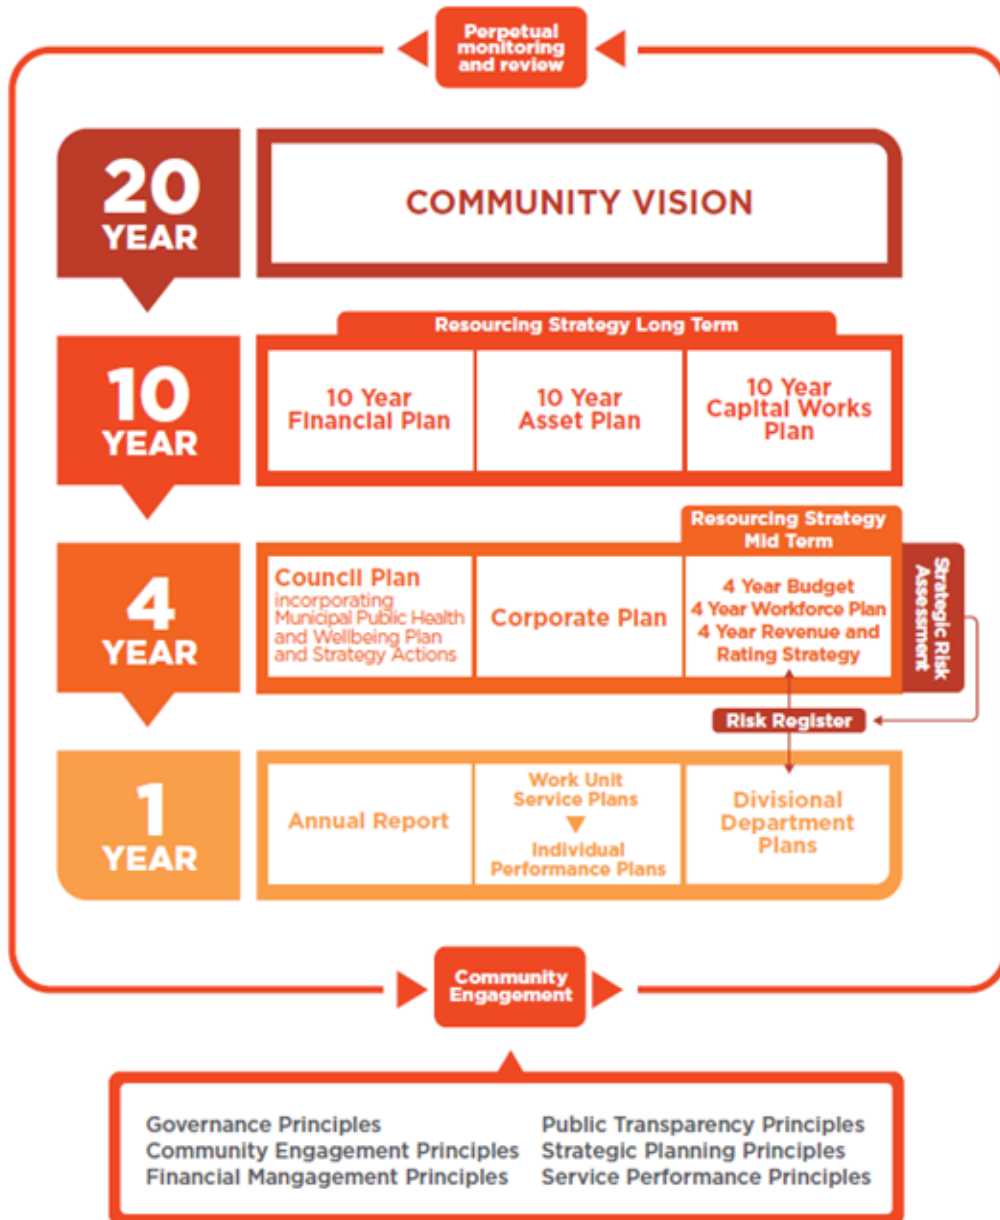 Perpetual
monitoring
and review
20
YEAR
COMMUNITY VISION
Resourcing Strategy Long Term
10
YEAR
10 Year
Financial Plan
10 Year
Asset Plan
10 Year
Capital Works
Plan
Resourcing Strategy
Mid Term
4
YEAR
Council Plan
incorporating
Municipal Public Health
and Wellbeing Plan
and Strategy Actions
Corporate Plan
4 Year Budget
4 Year Workforce Plan
4 Year Revenue and
Rating Strategy
Strategic Risk
Assessment
Risk Register
1
YEAR
Annual Report
Work Unit
Service Plans
Individual
Performance Plans
Divisional
Department
Plans
Community
Engagement
Governance Principles
Community Engagement Principles
Financial Mangagement Principles
Public Transparency Principles
Strategic Planning Principles
Service Performance Principles